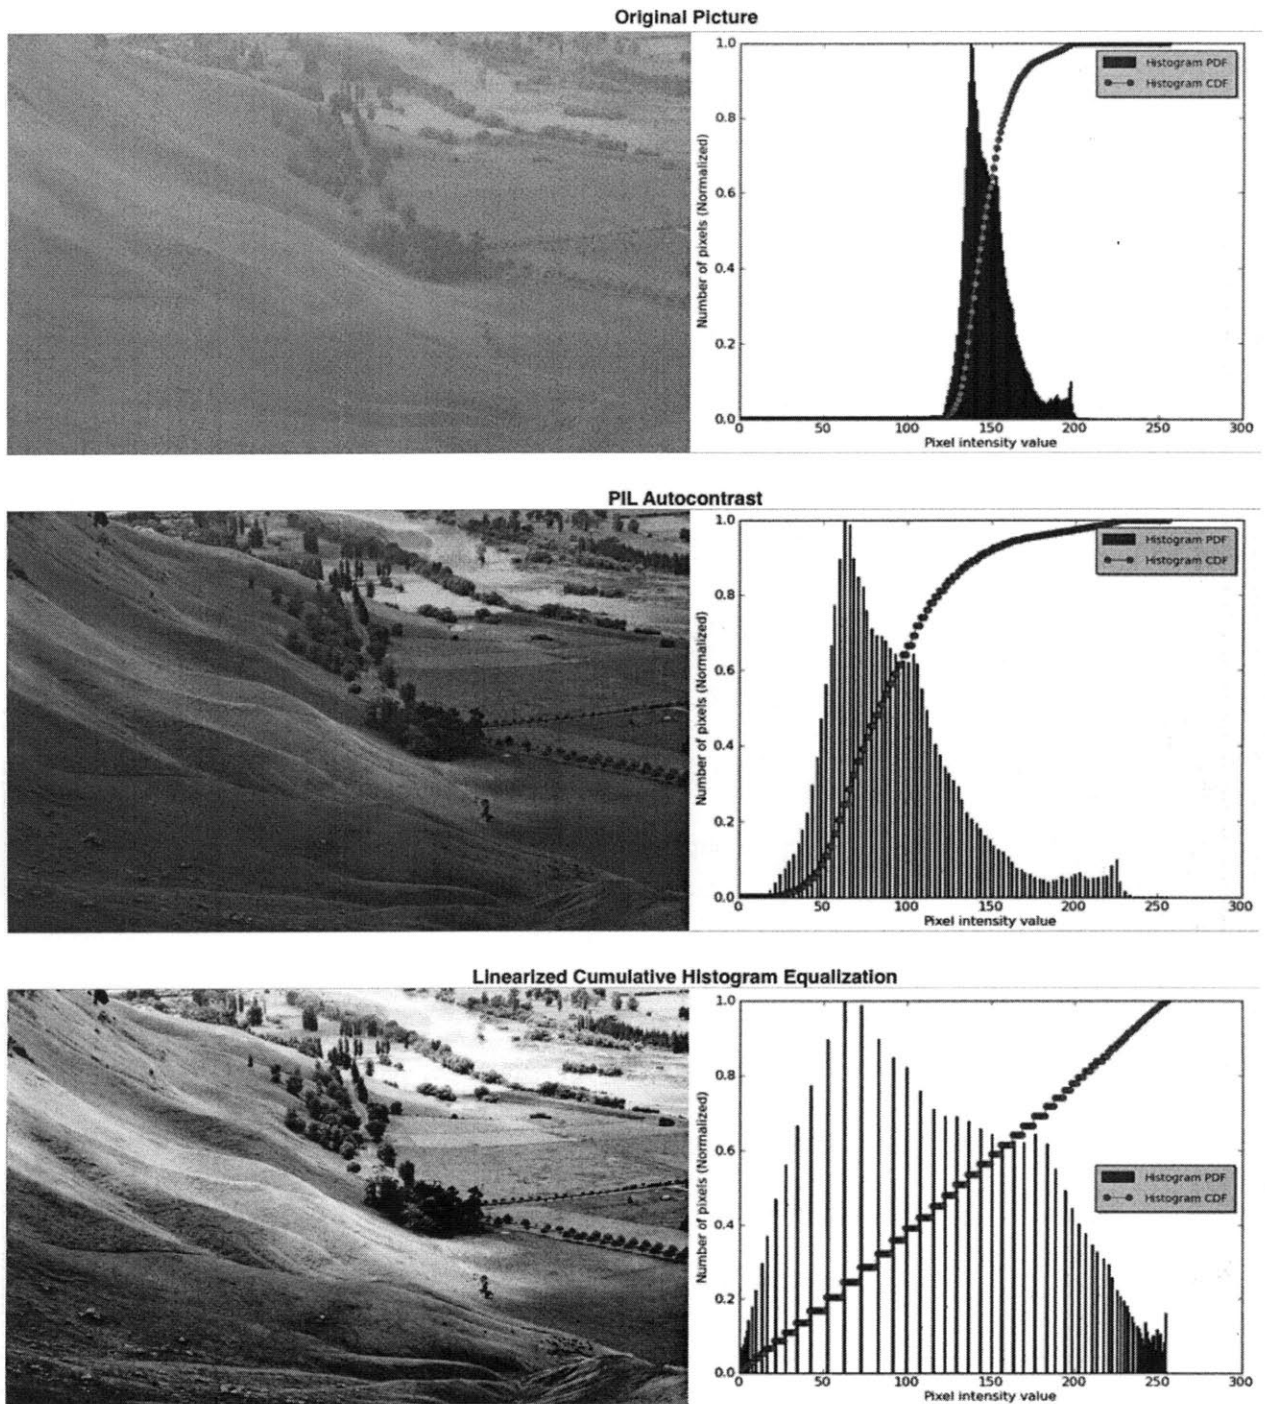 Original Picture
1.0
0.8
0.6
0.4
0.2
0.0
Number of pixels (Normalized)
Histogram PDF
Histogram CDF
0 50 100 150 200 250 300
Pixel intensity value
PIL Autocontrast
1.0
0.8
0.6
0.4
0.2
0.0
Number of pixels (Normalized)
Histogram PDF
Histogram CDF
0 50 100 150 200 250 300
Pixel intensity value
Linearized Cumulative Histogram Equalization
1.0
0.8
0.6
0.4
0.2
0.0
Number of pixels (Normalized)
Histogram PDF
Histogram CDF
0 50 100 150 200 250 300
Pixel intensity value